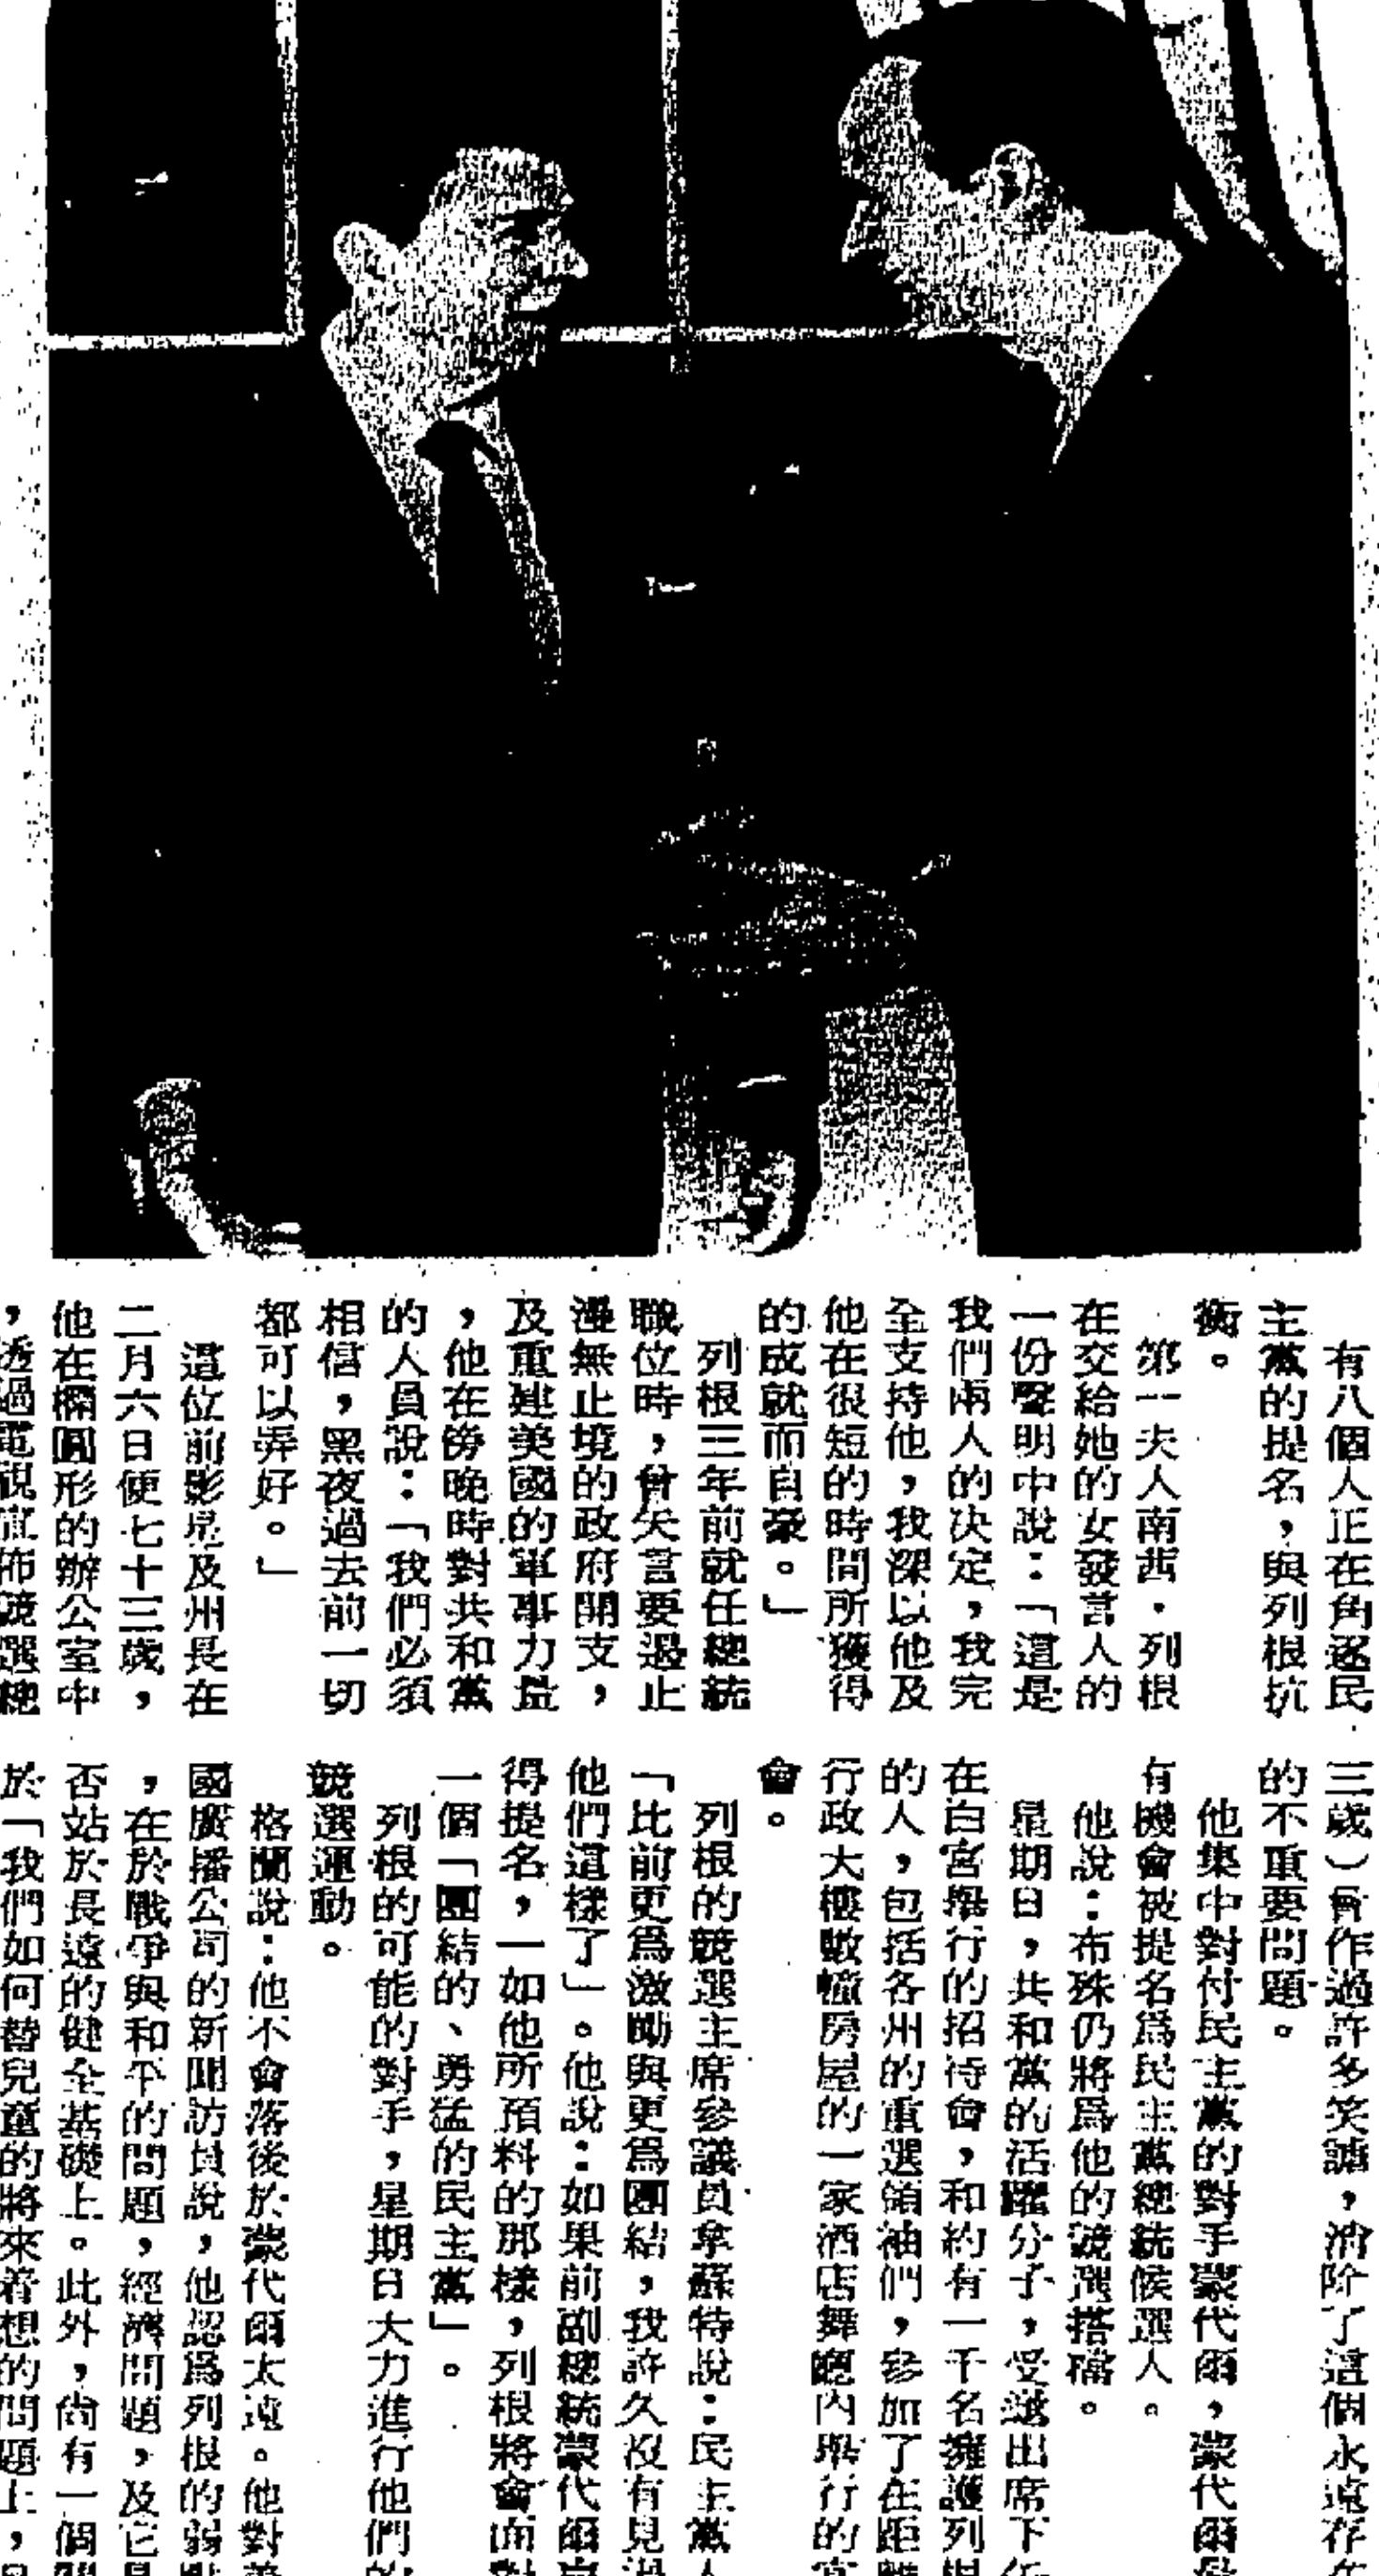 有八個人正在角逐民
主黨的提名，與列根抗
衡。
第一夫人南茜·列根
在交給她的女發言人的
一份聲明中說：「這是
我們兩人的決定，我完
全支持他，我深以他及
他在很短的時間所獲得
的成就而自豪。」
列根三年前就任總統
職位時，曾矢言要遏止
漫無止境的政府開支，
及重建美國的軍事力量
，他在傍晚時對共和黨
的人員說：「我們必須
相信，黑夜過去前一切
都可以弄好。」
這位前影星及州長在
二月六日便七十三歲，
他在橢圓形的辦公室中
，透過電視宣佈競選總
三歲）曾作過許多笑謔，消除了這個永遠存在
的不重要問題。
他集中對付民主黨的對手蒙代爾，蒙代爾最
有機會被提名爲民主黨總統候選人。
他說：布殊仍將爲他的競選搭檔。
星期日，共和黨的活躍分子，受邀出席下午
在白宮舉行的招待會，和約有一千名擁護列根
的人，包括各州的重選領袖們，參加了在距離
行政大樓數幢房屋的一家酒店舞廳內舉行的宴
會。
列根的競選主席參議員拿蘇特說：民主黨人
「比前更爲激勵與更爲團結，我許久沒有見過
他們這樣了」。他說：如果前副總統蒙代爾
得提名，一如他所預料的那樣，列根將會面對
一個「團結的、勇猛的民主黨」。
列根的可能的對手，星期日大力進行他們的
競選運動。
格蘭說：他不會落後於蒙代爾太遠。他對美
國廣播公司的新聞訪員說，他認爲列根的弱點
，在於戰爭與和平的問題，經濟問題，及它是
否站於長遠的健全基礎上。此外，尚有一個關
於「我們如何替兒童的將來着想的問題上，